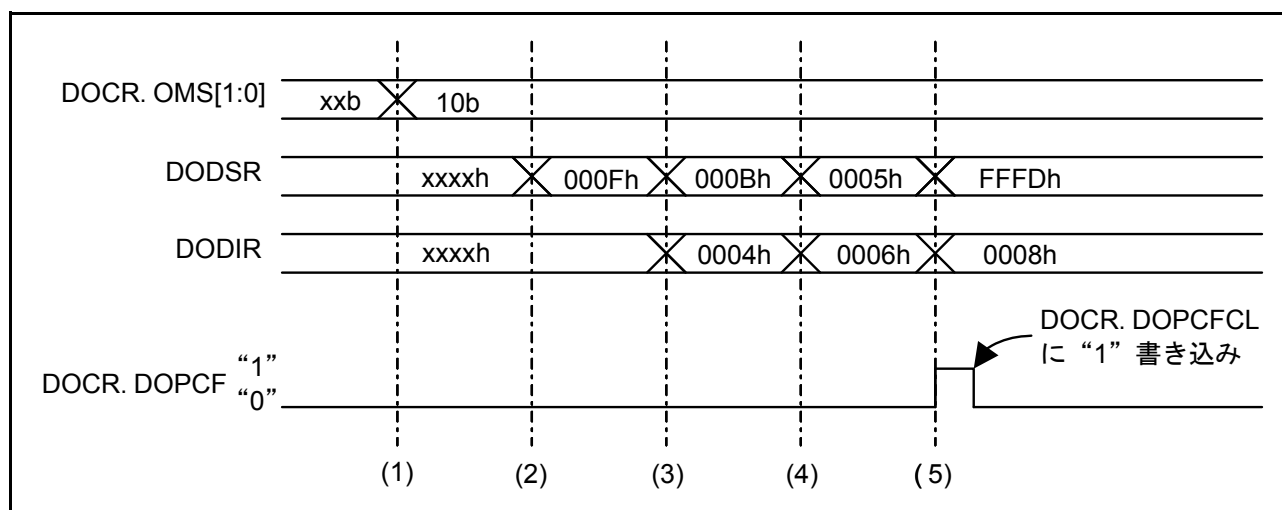 DOCR. OMS[1:0] xxb 10b
DODSR xxxxh 000Fh 000Bh 0005h FFFDh
DODIR xxxxh 0004h 0006h 0008h
DOCR. DOPCFCL
に“1”書き込み
DOCR. DOPCF “1”
“0”
(1) (2) (3) (4) (5)